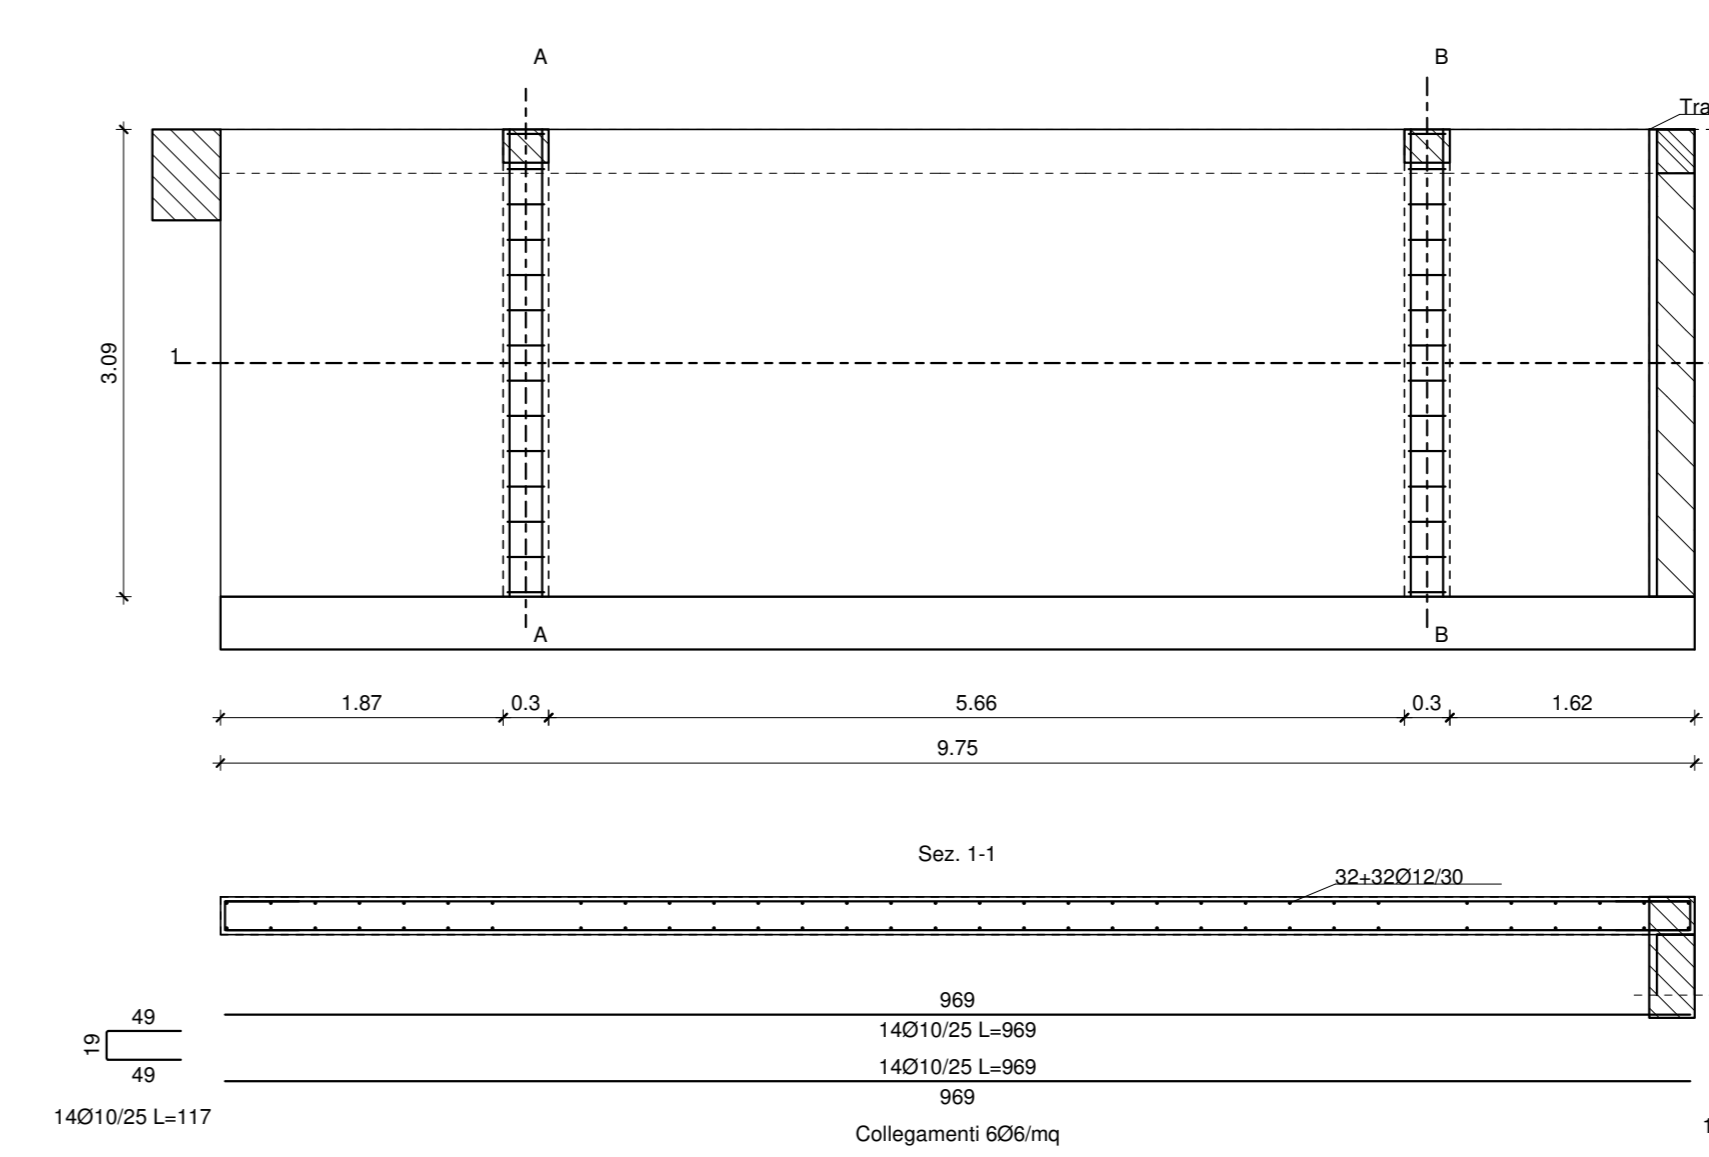 A
B
Tra
3.09
1
A
B
1.87
0.3
5.66
0.3
1.62
9.75
Sez. 1-1
32+32Ø12/30
969
14Ø10/25 L=969
49
19
49
14Ø10/25 L=117
14Ø10/25 L=969
969
Collegamenti 6Ø6/mq
1